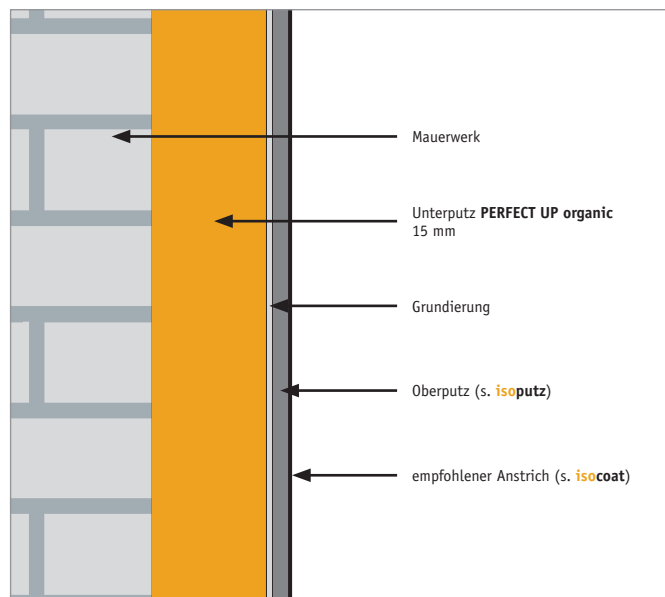 Mauerwerk
Unterputz PERFECT UP organic
15 mm
Grundierung
Oberputz (s. isoputz)
empfohlener Anstrich (s. isocoat)